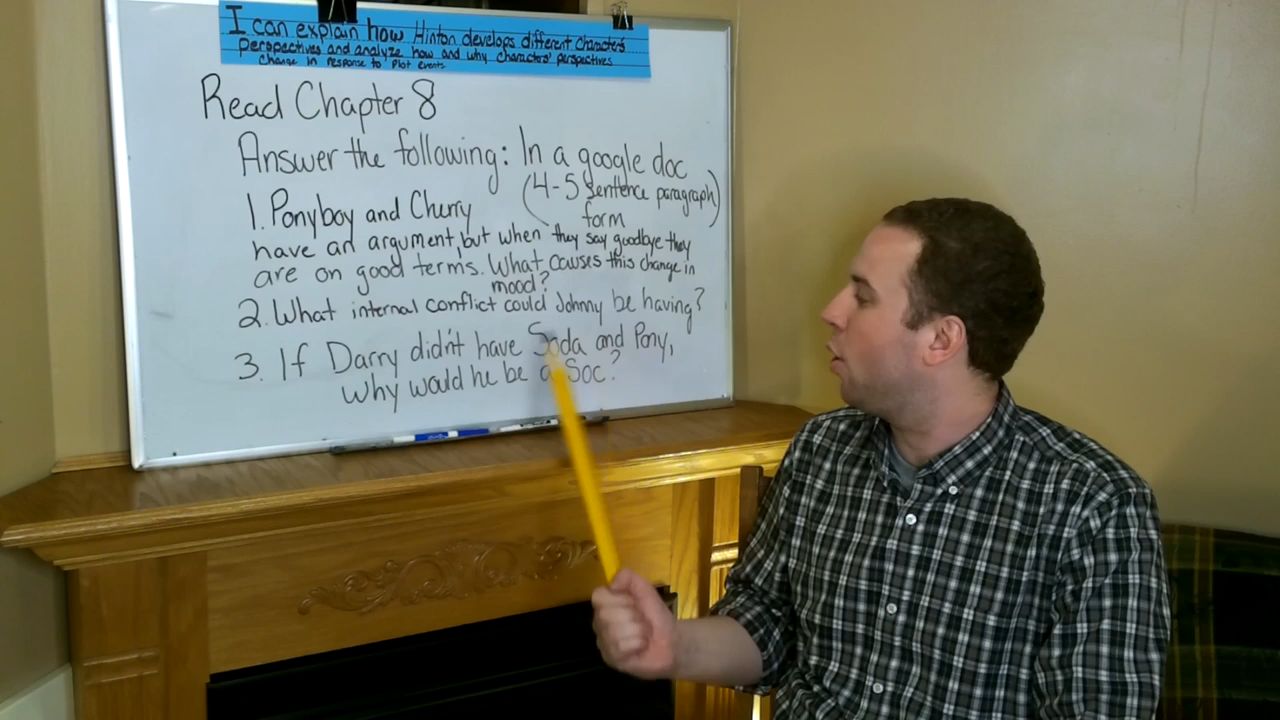 I can explain how Hinton develops different characters'
perspectives and analyze how and why characters' perspectives
change in response to plot events
Read Chapter 8
Answer the following: In a google doc
(4-5 sentence paragraph)
form
1. Ponyboy and Cherry
have an argument, but when they say goodbye they
are on good terms. What causes this change in
mood?
2. What internal conflict could Johnny be having?
3. If Darry didn't have Soda and Pony,
why would he be a Soc?